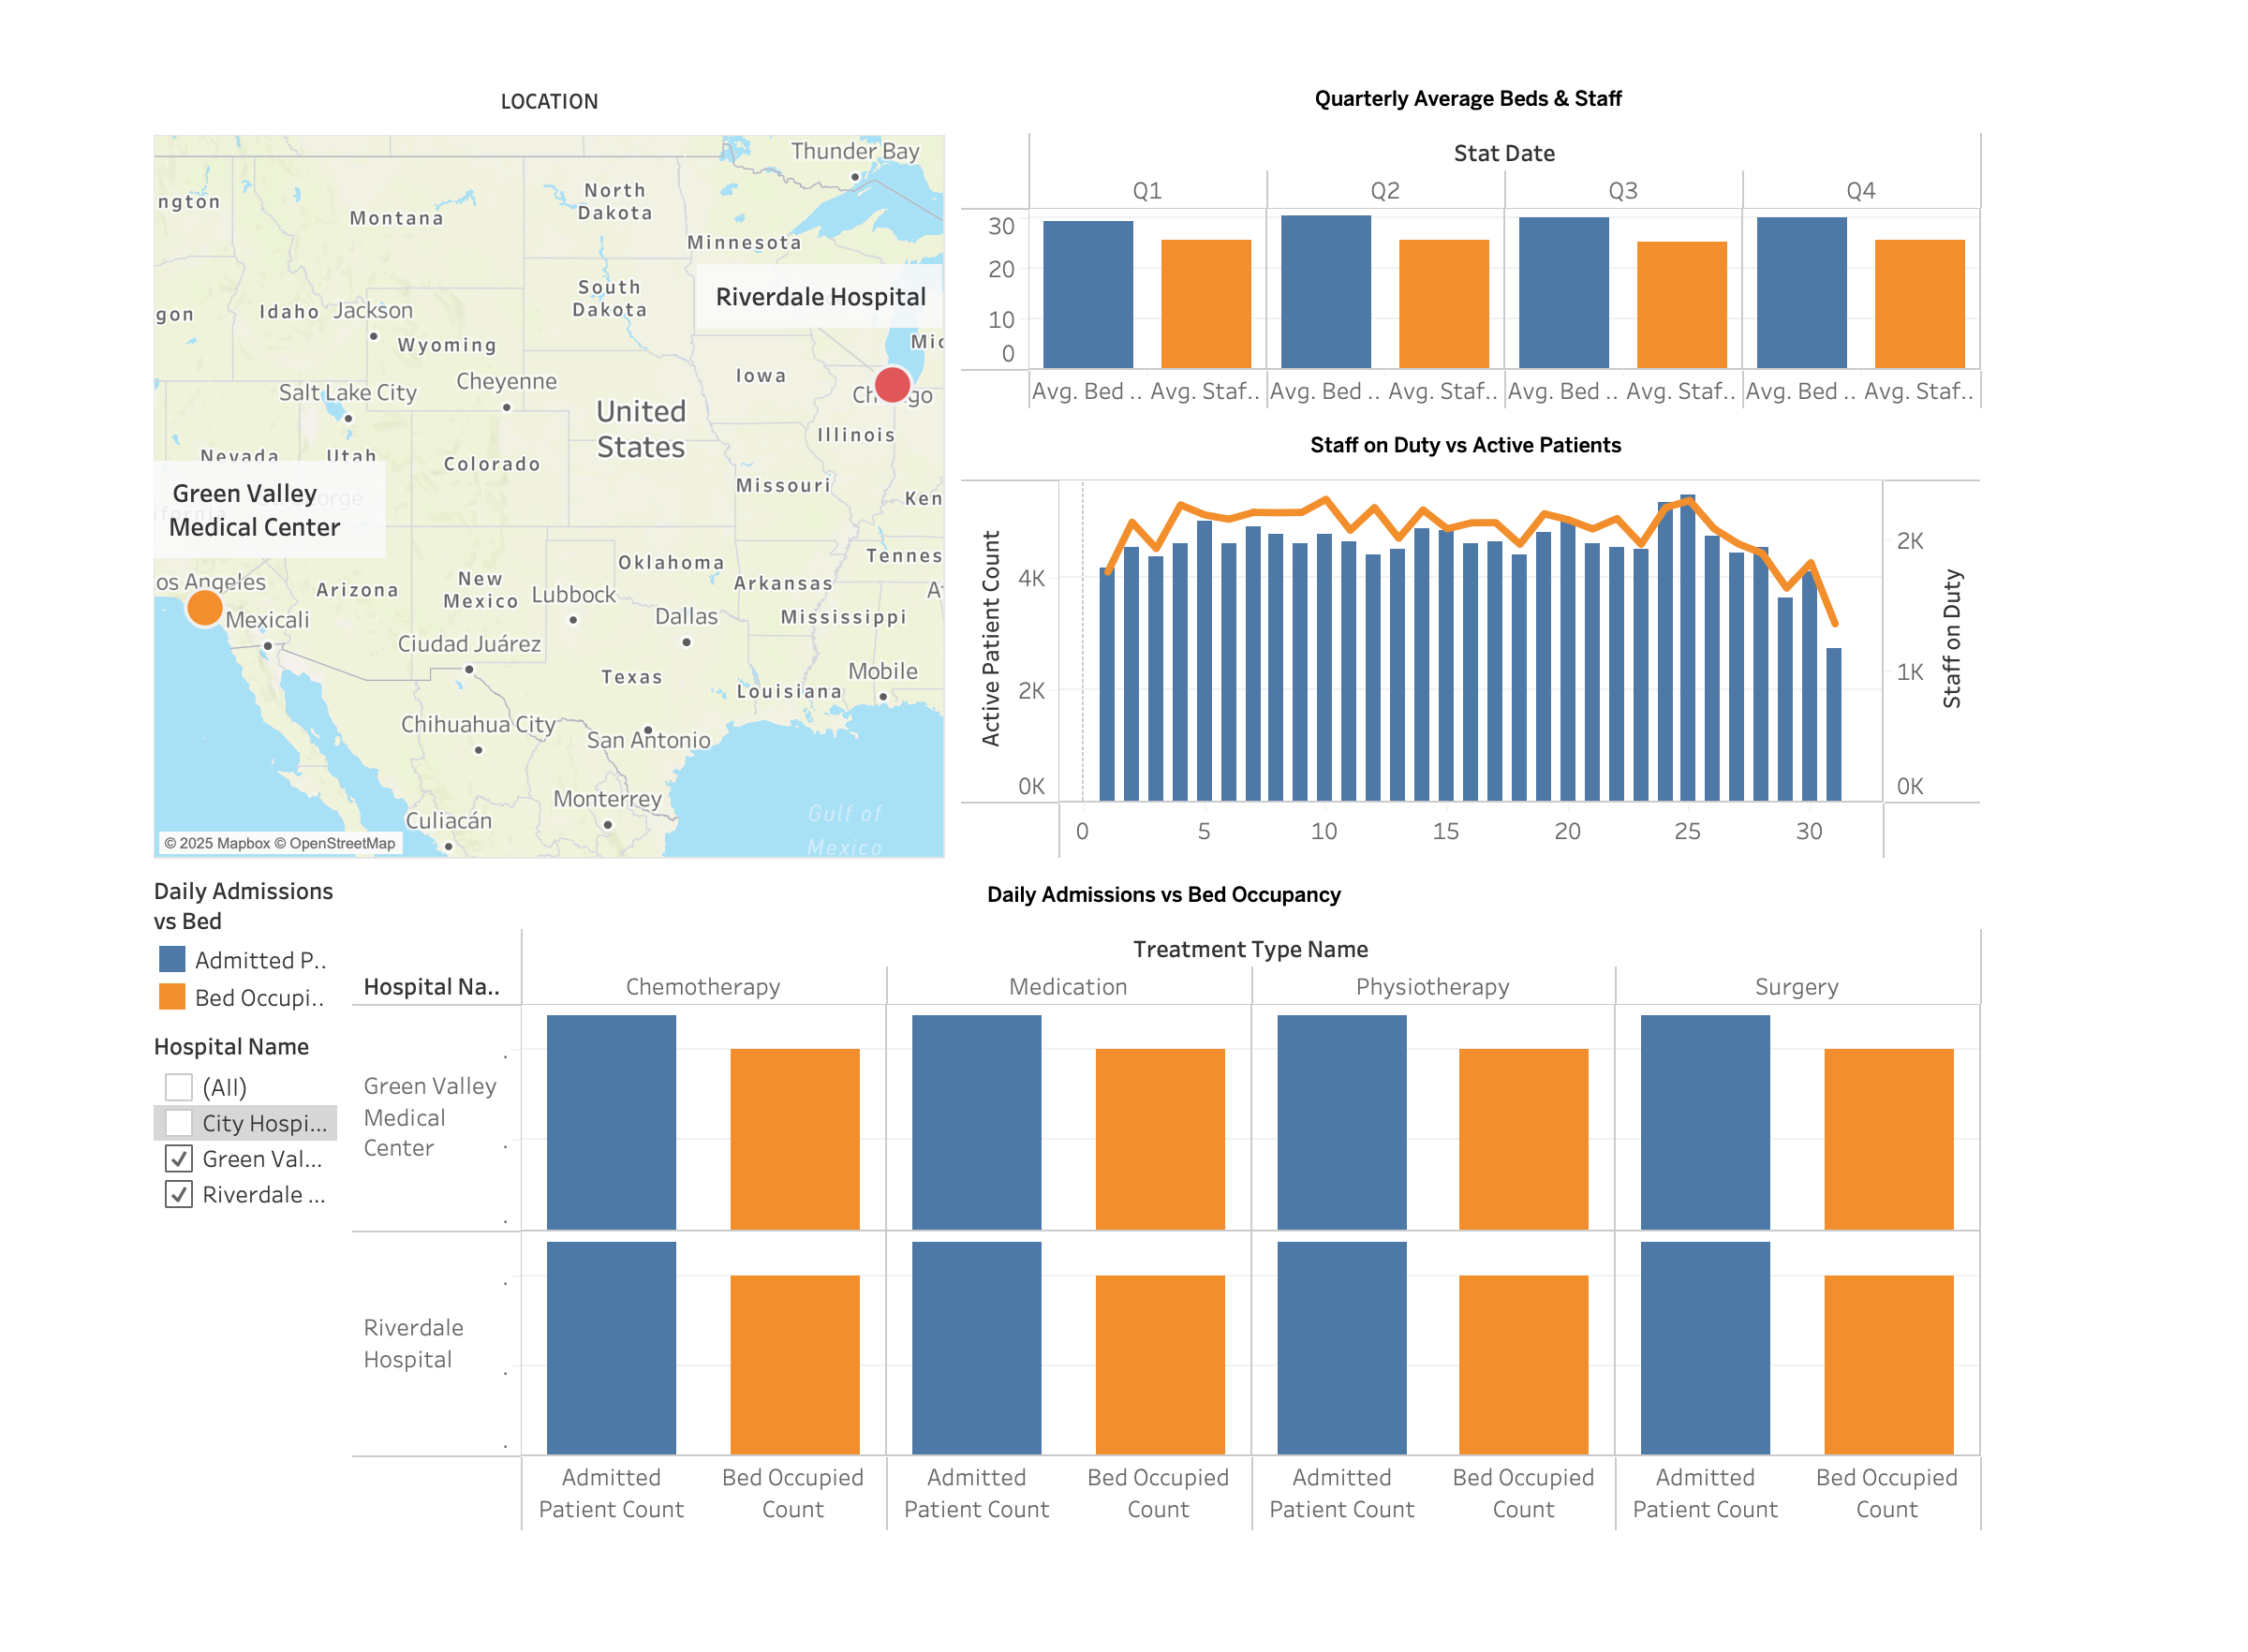 LOCATION
Thunder Bay
ngton
Montana
North
Dakota
Minnesota
Riverdale Hospital
South
Dakota
gon
Idaho
Jackson
Wyoming
Mic
Iowa
Salt Lake City
Cheyenne
United
States
Illinois
Nevada
Utah
Colorado
Missouri
Ken
Green Valley
Medical Center
Oklahoma
Tennes
os Angeles
Arizona
New
Mexico
Lubbock
Arkansas
Mexicali
Dallas
Mississippi
Ciudad Juárez
Texas
Mobile
Louisiana
Chihuahua City
San Antonio
Monterrey
Culiacán
Gulf of
Mexico
© 2025 Mapbox © OpenStreetMap
Quarterly Average Beds & Staff
Stat Date
Q1 Q2 Q3 Q4
30
20
10
0
Avg. Bed .. Avg. Staf.. Avg. Bed .. Avg. Staf.. Avg. Bed .. Avg. Staf.. Avg. Bed .. Avg. Staf..
Staff on Duty vs Active Patients
Active Patient Count
4K
2K
0K
2K
1K
0K
Staff on Duty
0 5 10 15 20 25 30
Daily Admissions
vs Bed
Admitted P..
Bed Occupi..
Hospital Name
(All)
City Hospi...
Green Val...
Riverdale ...
Daily Admissions vs Bed Occupancy
Treatment Type Name
Hospital Na.. Chemotherapy Medication Physiotherapy Surgery
Green Valley
Medical
Center
Riverdale
Hospital
Admitted Bed Occupied Admitted Bed Occupied Admitted Bed Occupied Admitted Bed Occupied
Patient Count Count Patient Count Count Patient Count Count Patient Count Count